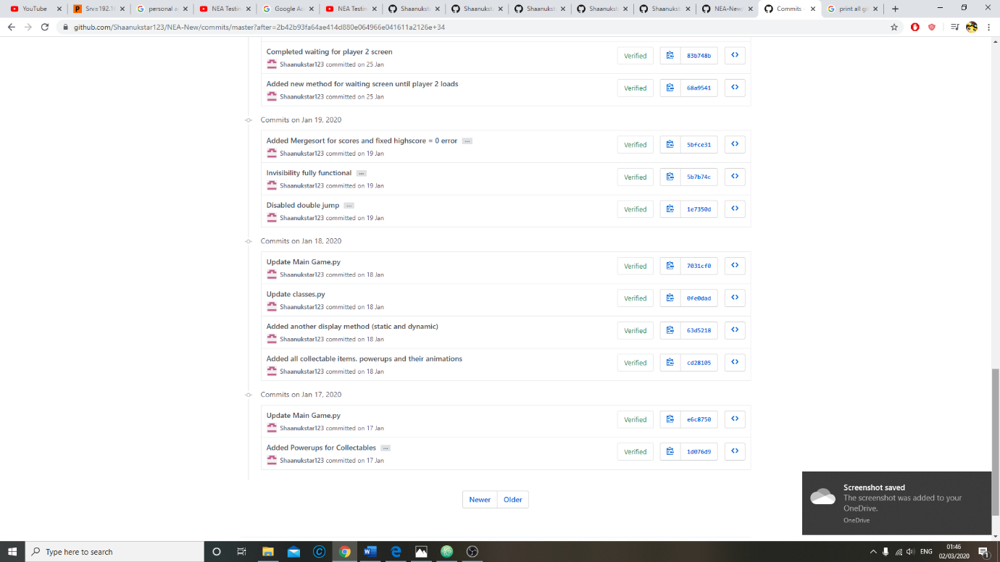 YouTube
Srv=192.16
personal a
NEA Testin
Google Ac
NEA Testin
Shaanukst
Shaanukst
Shaanukst
Shaanukst
Shaanukst
NEA-New/
Commits ·
print all gi
github.com/Shaanukstar123/NEA-New/commits/master?after=2b42b93fa64ae414d880e064966e041611a2126e+34
Completed waiting for player 2 screen
Shaanukstar123 committed on 25 Jan
Verified
83b748b
Added new method for waiting screen until player 2 loads
Shaanukstar123 committed on 25 Jan
Verified
68a9541
Commits on Jan 19, 2020
Added Mergesort for scores and fixed highscore = 0 error ...
Shaanukstar123 committed on 19 Jan
Verified
5bfce31
Invisibility fully functional ...
Shaanukstar123 committed on 19 Jan
Verified
5b7b74c
Disabled double jump ...
Shaanukstar123 committed on 19 Jan
Verified
1e7350d
Commits on Jan 18, 2020
Update Main Game.py
Shaanukstar123 committed on 18 Jan
Verified
7031cf0
Update classes.py
Shaanukstar123 committed on 18 Jan
Verified
0fe0dad
Added another display method (static and dynamic)
Shaanukstar123 committed on 18 Jan
Verified
63d5218
Added all collectable items. powerups and their animations
Shaanukstar123 committed on 18 Jan
Verified
cd28105
Commits on Jan 17, 2020
Update Main Game.py
Shaanukstar123 committed on 17 Jan
Verified
e6c8750
Added Powerups for Collectables ...
Shaanukstar123 committed on 17 Jan
Verified
1d076d9
Newer
Older
Screenshot saved
The screenshot was added to your
OneDrive.
OneDrive
Type here to search
ENG
01:46
02/03/2020